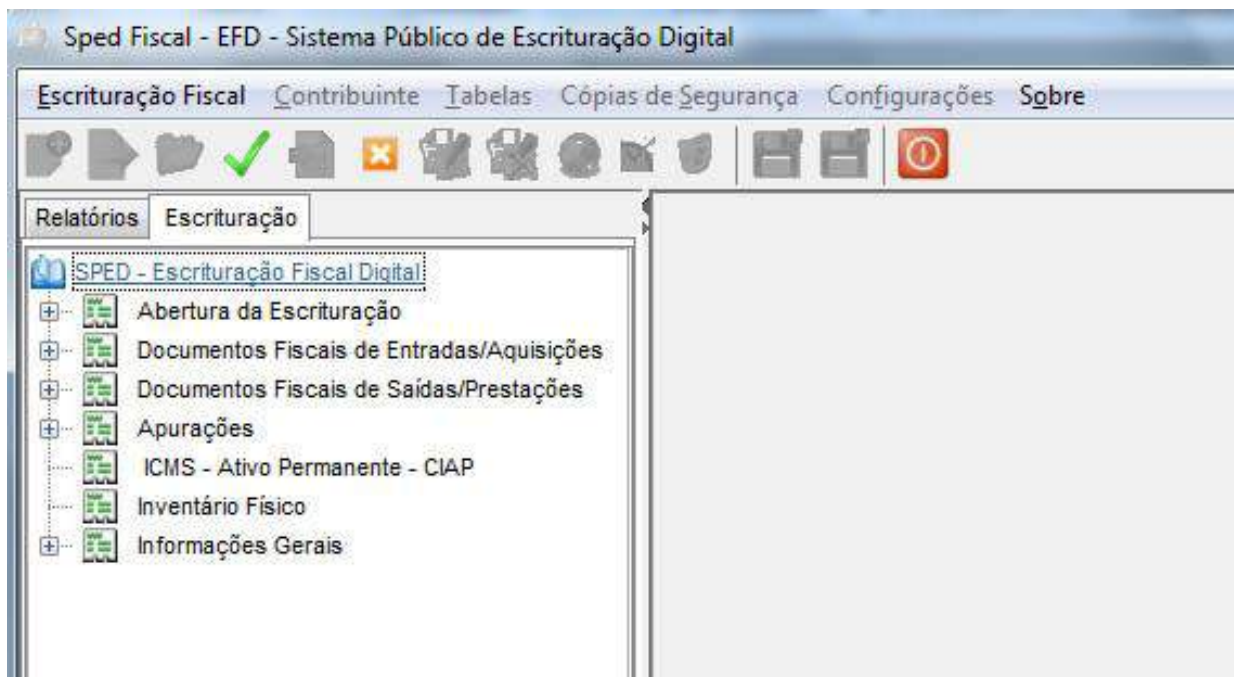 Sped Fiscal - EFD - Sistema Público de Escrituração Digital
Escrituração Fiscal Contribuinte Tabelas Cópias de Segurança Configurações Sobre
Relatórios Escrituração
SPED - Escrituração Fiscal Digital
Abertura da Escrituração
Documentos Fiscais de Entradas/Aquisições
Documentos Fiscais de Saídas/Prestações
Apurações
ICMS - Ativo Permanente - CIAP
Inventário Físico
Informações Gerais